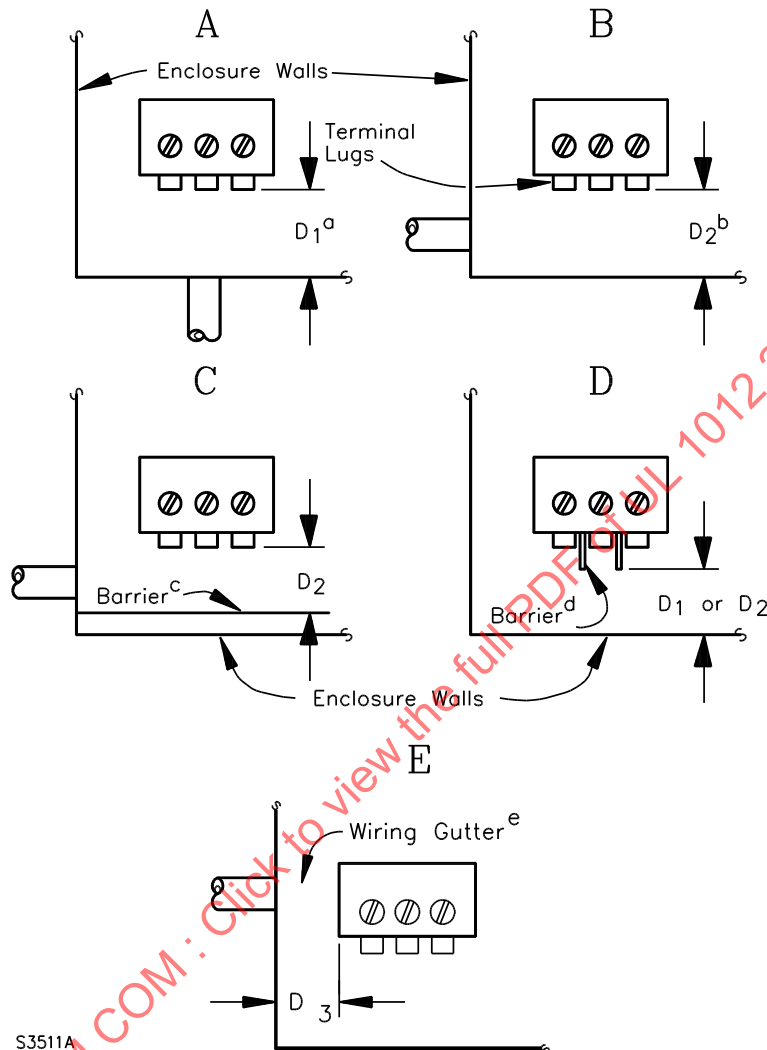 A
B
Enclosure Walls
Terminal
Lugs
D1a
D2b
C
D
Barrierc
D2
Barrierd
D1 or D2
Enclosure Walls
E
Wiring Guttere
D 3
S3511A
COM : Click to view the full PDF of UL 1012